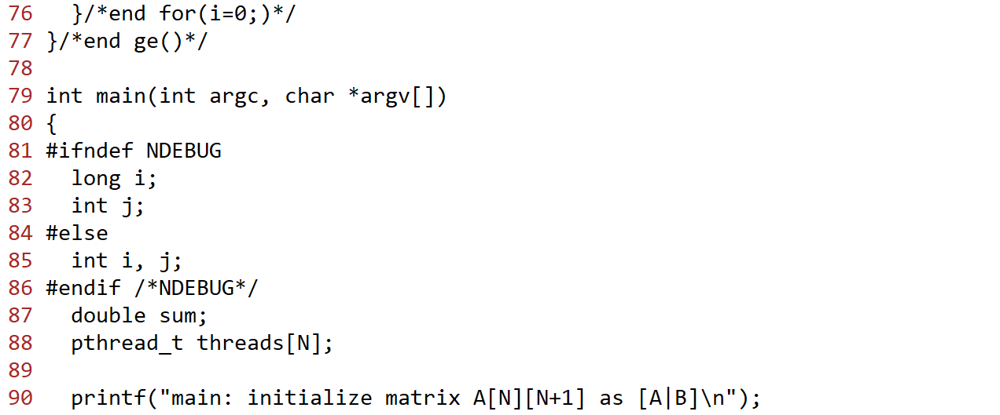 76   }/*end for(i=0;)*/
77 }/*end ge()*/
78
79 int main(int argc, char *argv[])
80 {
81 #ifndef NDEBUG
82   long i;
83   int j;
84 #else
85   int i, j;
86 #endif /*NDEBUG*/
87   double sum;
88   pthread_t threads[N];
89
90   printf("main: initialize matrix A[N][N+1] as [A|B]\n");